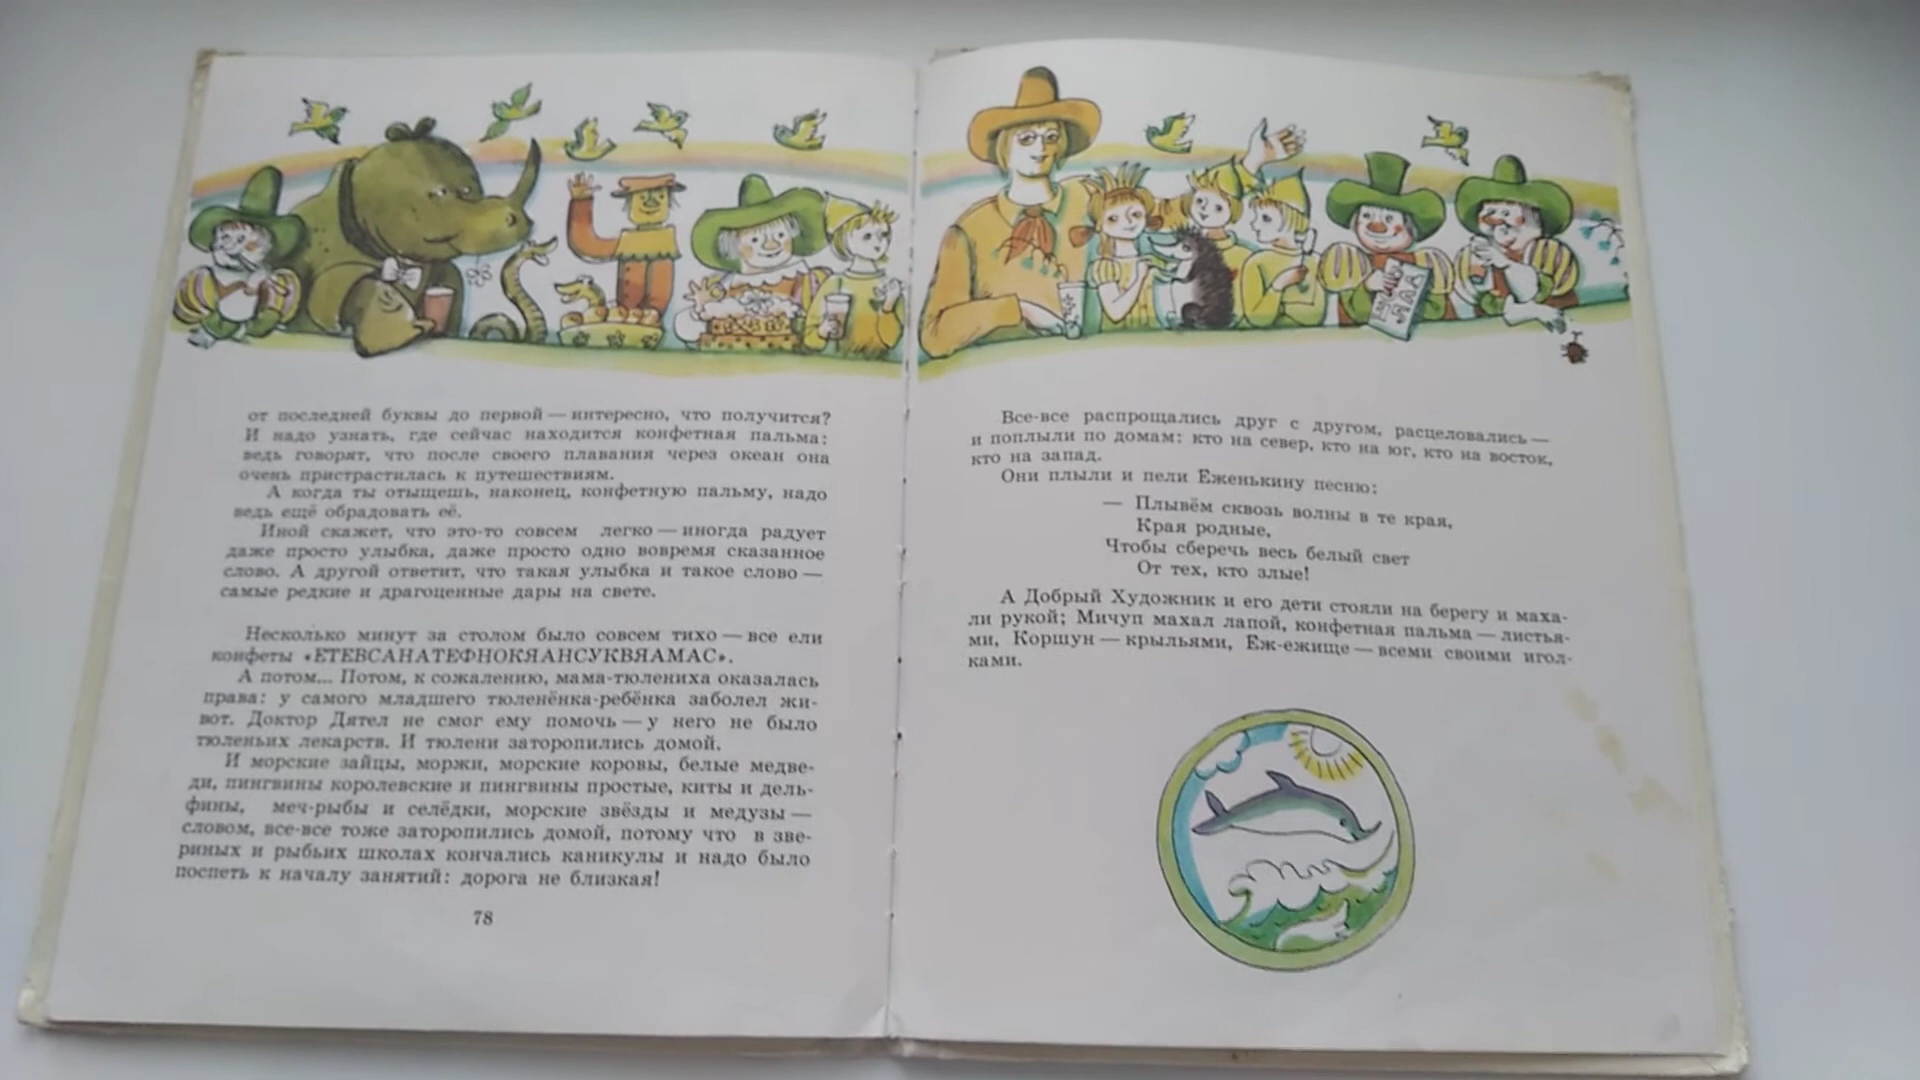 от последней буквы до первой — интересно, что получится?
И надо узнать, где сейчас находится конфетная пальма:
ведь говорят, что после своего плавания через океан она
очень пристрастилась к путешествиям.
А когда ты отыщешь, наконец, конфетную пальму, надо
ведь ещё обрадовать её.
Иной скажет, что это-то совсем легко — иногда радует
даже просто улыбка, даже просто одно вовремя сказанное
слово. А другой ответит, что такая улыбка и такое слово —
самые редкие и драгоценные дары на свете.
Несколько минут за столом было совсем тихо — все ели
конфеты «ЕТЕВСАНАТЕФНОКЯАНСУКВЯАМАС».
А потом... Потом, к сожалению, мама-тюлениха оказалась
права: у самого младшего тюленёнка-ребёнка заболел жи-
вот. Доктор Дятел не смог ему помочь — у него не было
тюленьих лекарств. И тюлени заторопились домой.
И морские зайцы, моржи, морские коровы, белые медве-
ди, пингвины королевские и пингвины простые, киты и дель-
фины, меч-рыбы и селёдки, морские звёзды и медузы —
словом, все-все тоже заторопились домой, потому что в зве-
риных и рыбьих школах кончались каникулы и надо было
поспеть к началу занятий: дорога не близкая!
78
Все-все распрощались друг с другом, расцеловались —
и поплыли по домам: кто на север, кто на юг, кто на восток,
кто на запад.
Они плыли и пели Еженькину песню:
— Плывём сквозь волны в те края,
Края родные,
Чтобы сберечь весь белый свет
От тех, кто злые!
А Добрый Художник и его дети стояли на берегу и маха-
ли рукой; Мичуп махал лапой, конфетная пальма — листья-
ми, Коршун — крыльями, Еж-ежище — всеми своими игол-
ками.